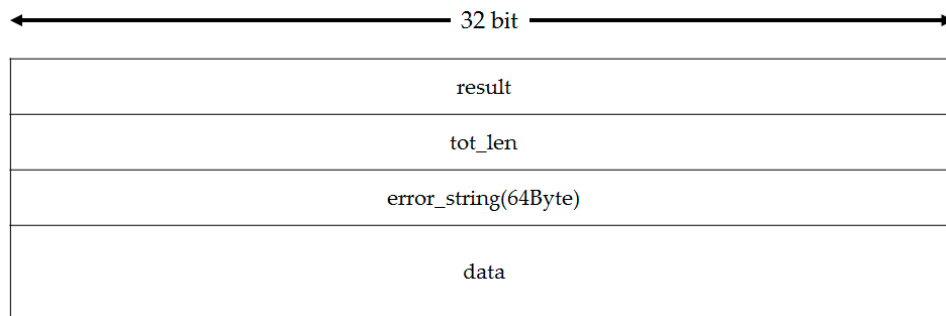 32 bit
result
tot_len
error_string(64Byte)
data